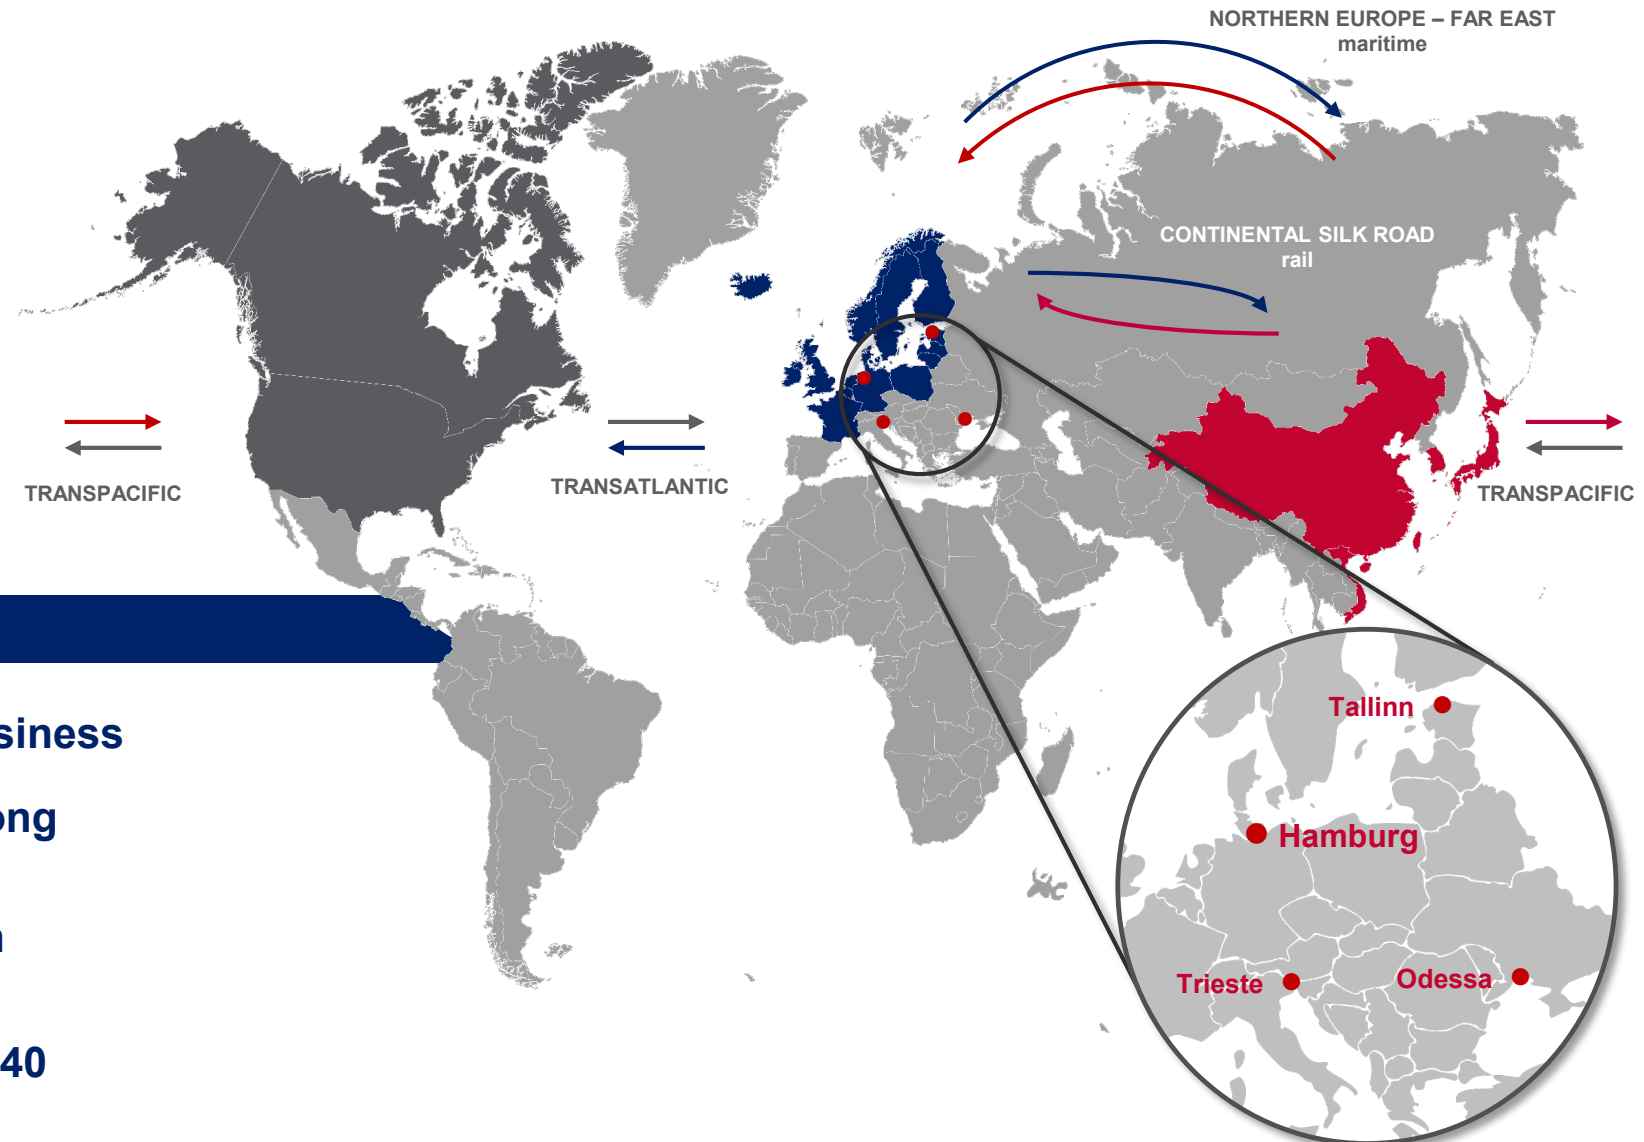 NORTHERN EUROPE – FAR EAST
maritime
CONTINENTAL SILK ROAD
rail
TRANSPACIFIC
TRANSATLANTIC
TRANSPACIFIC
siness
ong
40
Tallinn
Hamburg
Trieste
Odessa